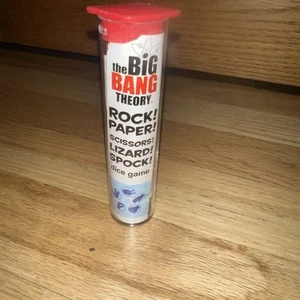 the BiG
BANG
THEORY
ROCK!
PAPER!
SCISSORS!
LIZARD!
SPOCK!
dice game